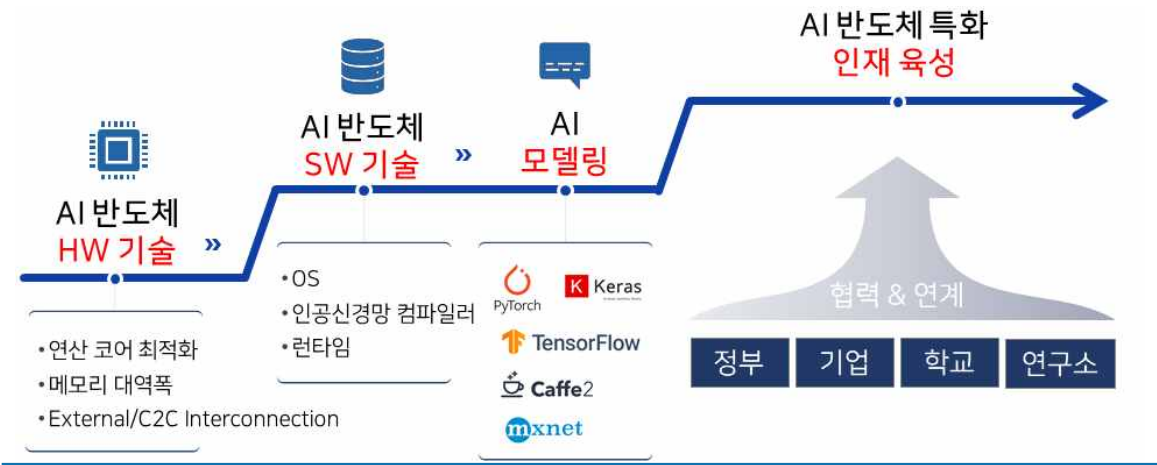 AI 반도체
HW 기술
»
• 연산 코어 최적화
• 메모리 대역폭
• External/C2C Interconnection
AI 반도체
SW 기술
»
• OS
• 인공신경망 컴파일러
• 런타임
AI
모델링
PyTorch
K Keras
TensorFlow
Caffe2
mxnet
AI 반도체 특화
인재 육성
협력 & 연계
정부 기업 학교 연구소